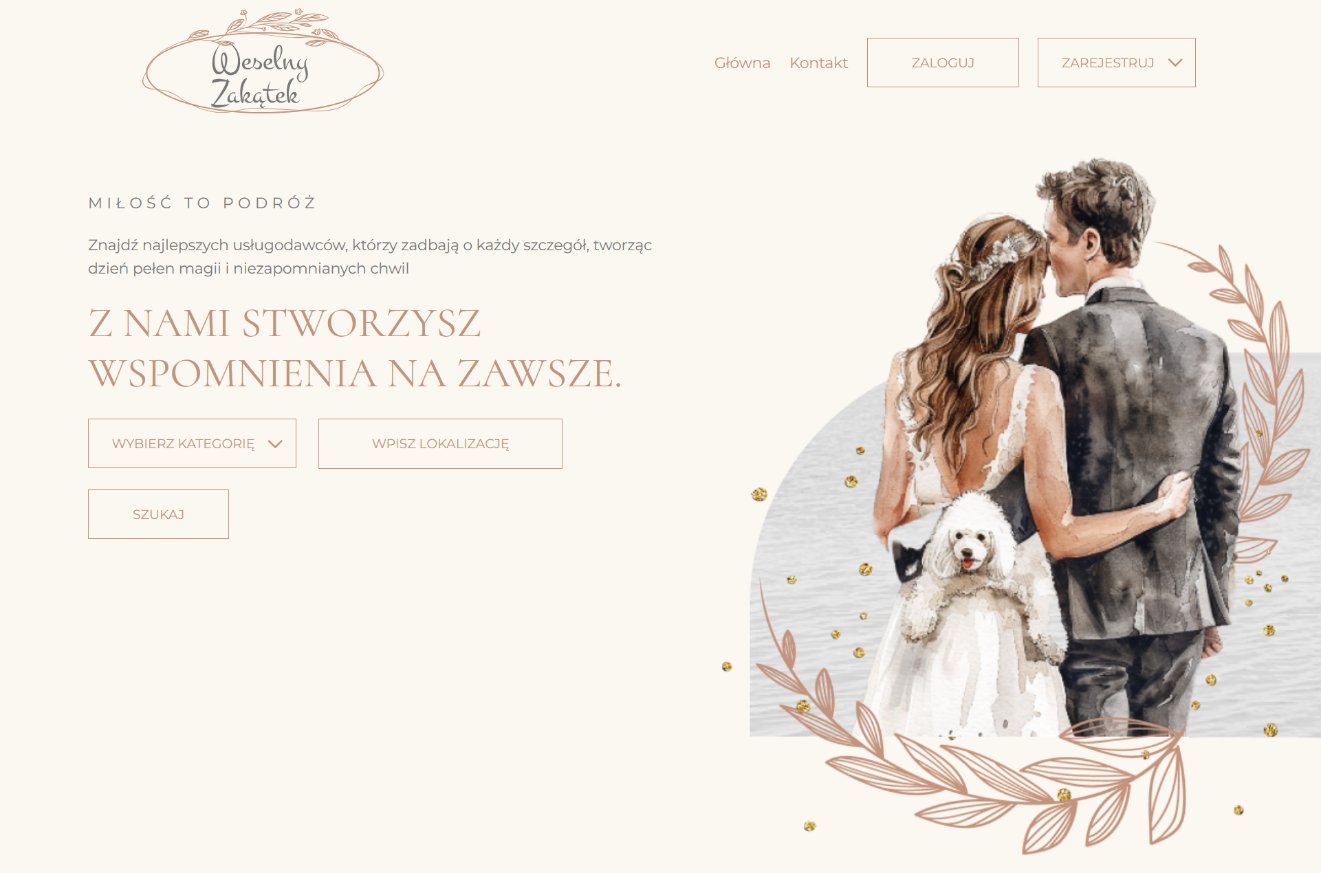 Weselny
Zakątek
Główna
Kontakt
ZALOGUJ
ZAREJESTRUJ
MIŁOŚĆ TO PODRÓŻ
Znajdź najlepszych usługodawców, którzy zadbają o każdy szczegół, tworząc
dzień pełen magii i niezapomnianych chwil
Z NAMI STWORZYSZ
WSPOMNIENIA NA ZAWSZE.
WYBIERZ KATEGORIĘ
WPISZ LOKALIZACJĘ
SZUKAJ